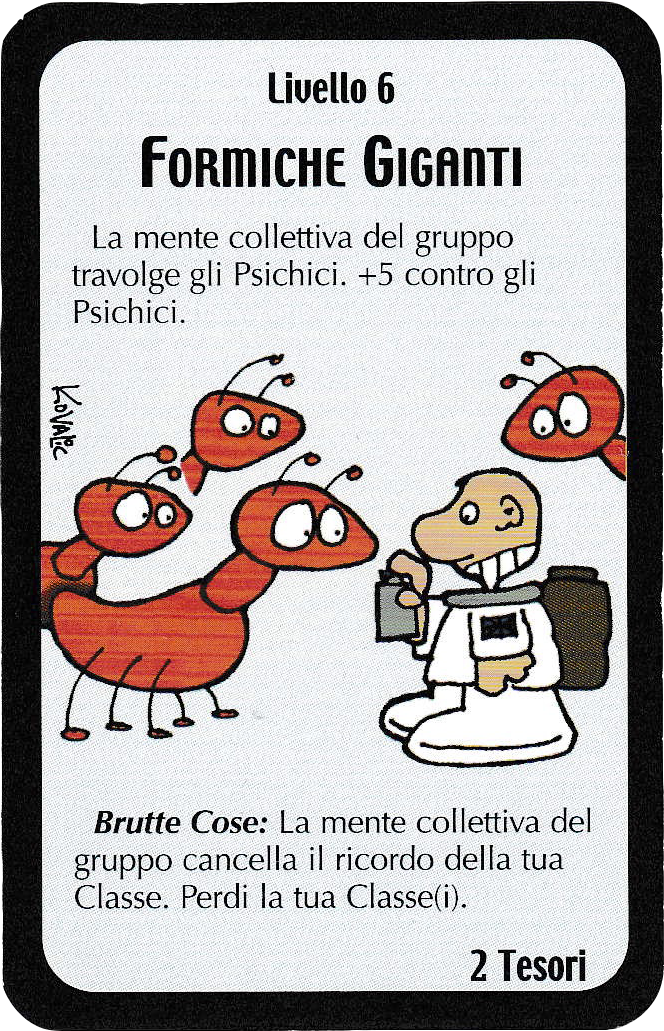 Livello 6
FORMICHE GIGANTI
La mente collettiva del gruppo
travolge gli Psichici. +5 contro gli
Psichici.
KOVALIC
Brutte Cose: La mente collettiva del
gruppo cancella il ricordo della tua
Classe. Perdi la tua Classe(i).
2 Tesori